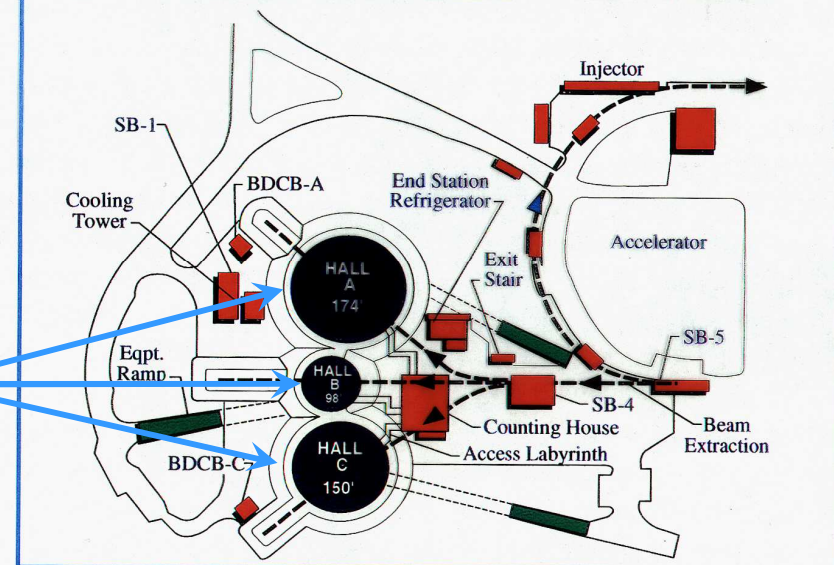 Injector
SB-1
BDCB-A
End Station
Refrigerator
Cooling
Tower
Accelerator
Exit
Stair
HALL
A
174'
SB-5
Eqpt.
Ramp
HALL
B
98'
SB-4
Beam
Extraction
Counting House
Access Labyrinth
BDCB-C
HALL
C
150'